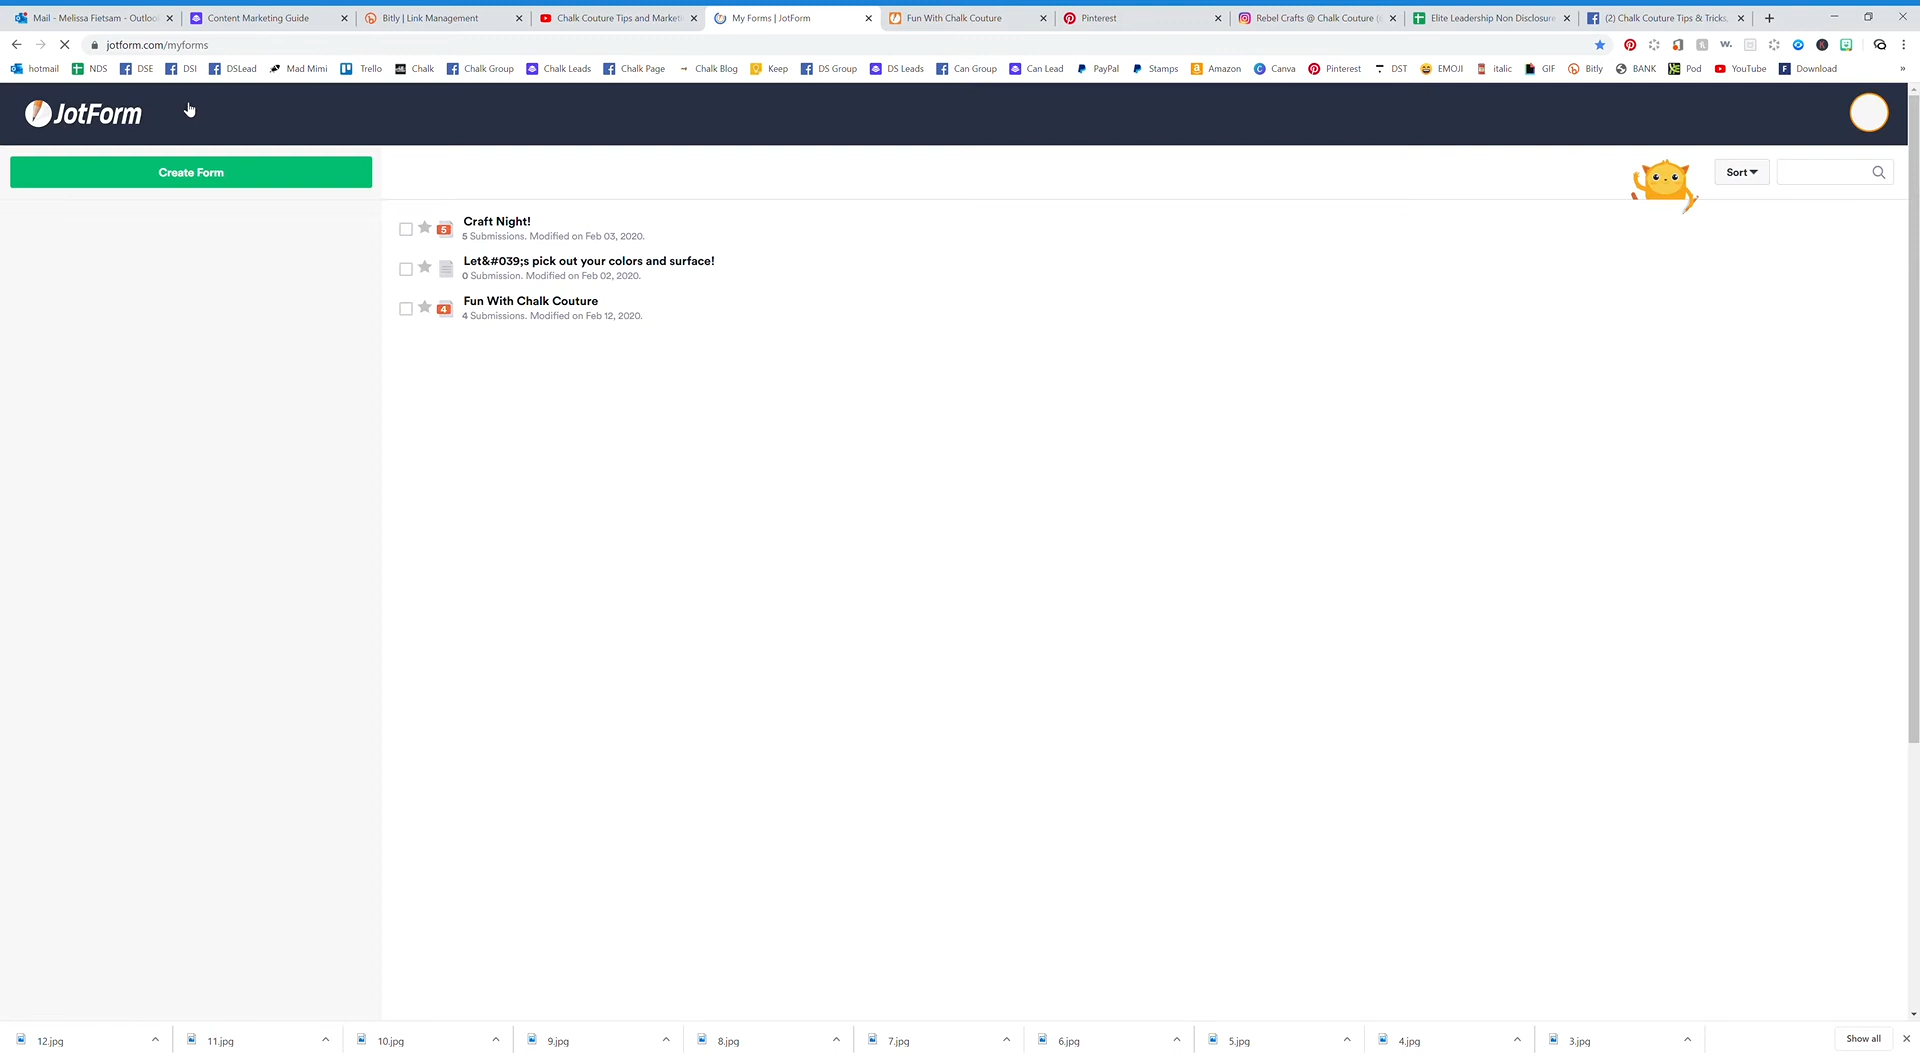 Mail - Melissa Fietsam - Outloo
Content Marketing Guide
Bitly | Link Management
Chalk Couture Tips and Market
My Forms | JotForm
Fun With Chalk Couture
Pinterest
Rebel Crafts @ Chalk Couture (
Elite Leadership Non Disclosure
(2) Chalk Couture Tips & Tricks,
jotform.com/myforms
hotmail NDS DSE DSI DSLead Mad Mimi Trello Chalk Chalk Group Chalk Leads Chalk Page Chalk Blog Keep DS Group DS Leads Can Group Can Lead PayPal Stamps Amazon Canva Pinterest DST EMOJI italic GIF Bitly BANK Pod YouTube Download »
JotForm
Create Form
Sort
5
Craft Night!
5 Submissions. Modified on Feb 03, 2020.
Let&#039;s pick out your colors and surface!
0 Submission. Modified on Feb 02, 2020.
4
Fun With Chalk Couture
4 Submissions. Modified on Feb 12, 2020.
12.jpg 11.jpg 10.jpg 9.jpg 8.jpg 7.jpg 6.jpg 5.jpg 4.jpg 3.jpg Show all